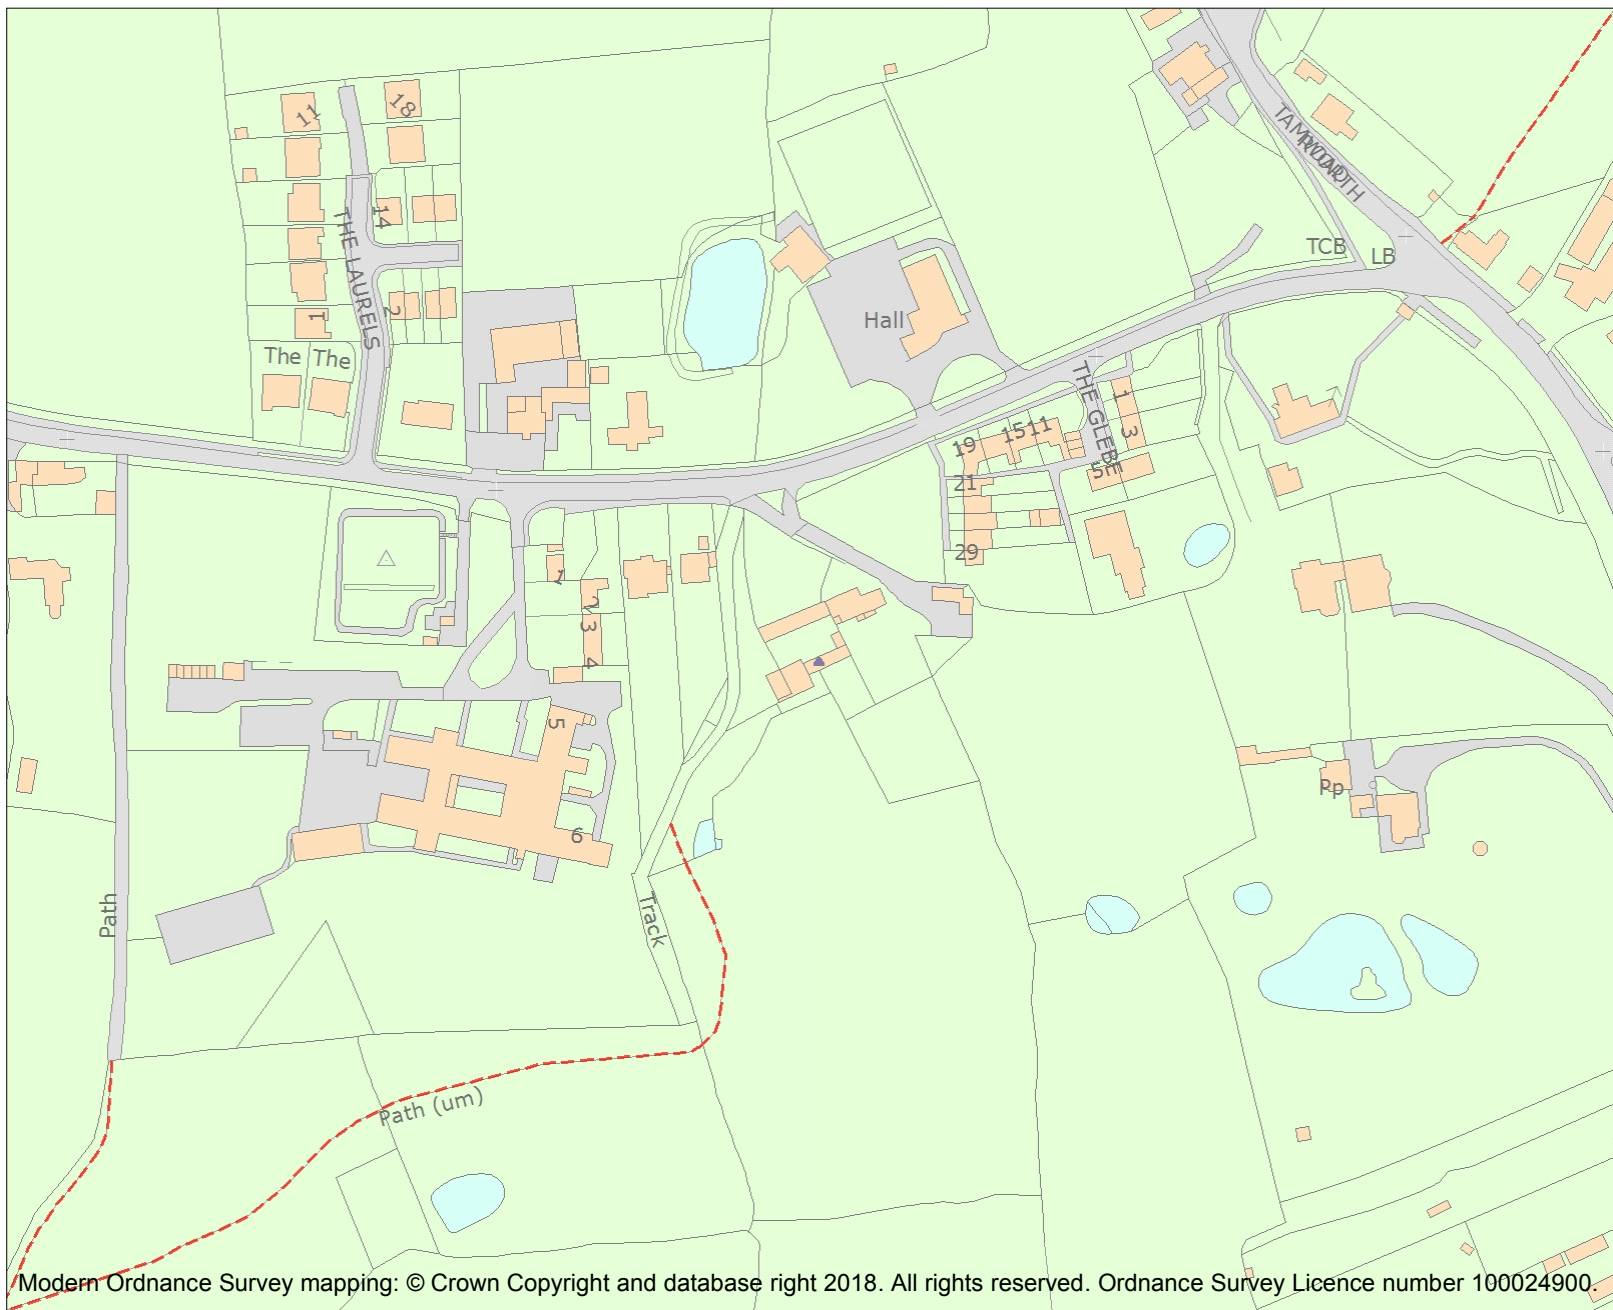 18
11
TAMWORTH
ROAD
14
THE LAURELS
TCB
LB
1
2
Hall
The
The
THE GLEBE
1
3
15
11
19
5
21
29
1
2
3
4
5
6
Pp
Path
Track
Path (um)
Modern Ordnance Survey mapping: © Crown Copyright and database right 2018. All rights reserved. Ordnance Survey Licence number 100024900.